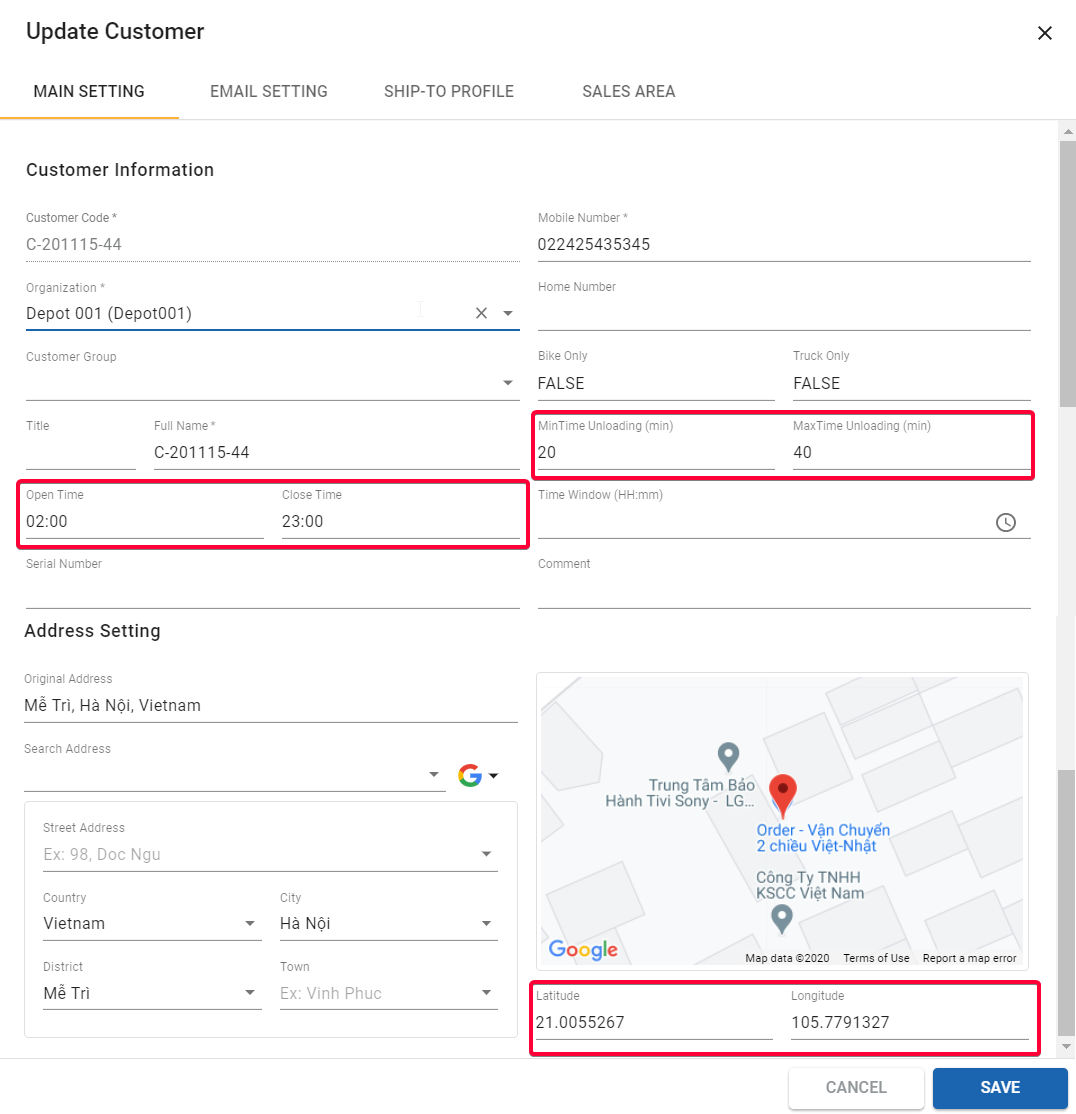 Update Customer
MAIN SETTING
EMAIL SETTING
SHIP-TO PROFILE
SALES AREA
Customer Information
Customer Code *
C-201115-44
Mobile Number *
022425435345
Organization *
Depot 001 (Depot001)
Home Number
Customer Group
Bike Only
FALSE
Truck Only
FALSE
Title
Full Name *
C-201115-44
MinTime Unloading (min)
20
MaxTime Unloading (min)
40
Open Time
02:00
Close Time
23:00
Time Window (HH:mm)
Serial Number
Comment
Address Setting
Original Address
Mễ Trì, Hà Nội, Vietnam
Search Address
Street Address
Ex: 98, Doc Ngu
Country
Vietnam
City
Hà Nội
District
Mễ Trì
Town
Ex: Vinh Phuc
Trung Tâm Bảo
Hành Tivi Sony - LG...
Order - Vận Chuyển
2 chiều Việt-Nhật
Công Ty TNHH
KSCC Việt Nam
Google
Map data ©2020
Terms of Use
Report a map error
Latitude
21.0055267
Longitude
105.7791327
CANCEL
SAVE